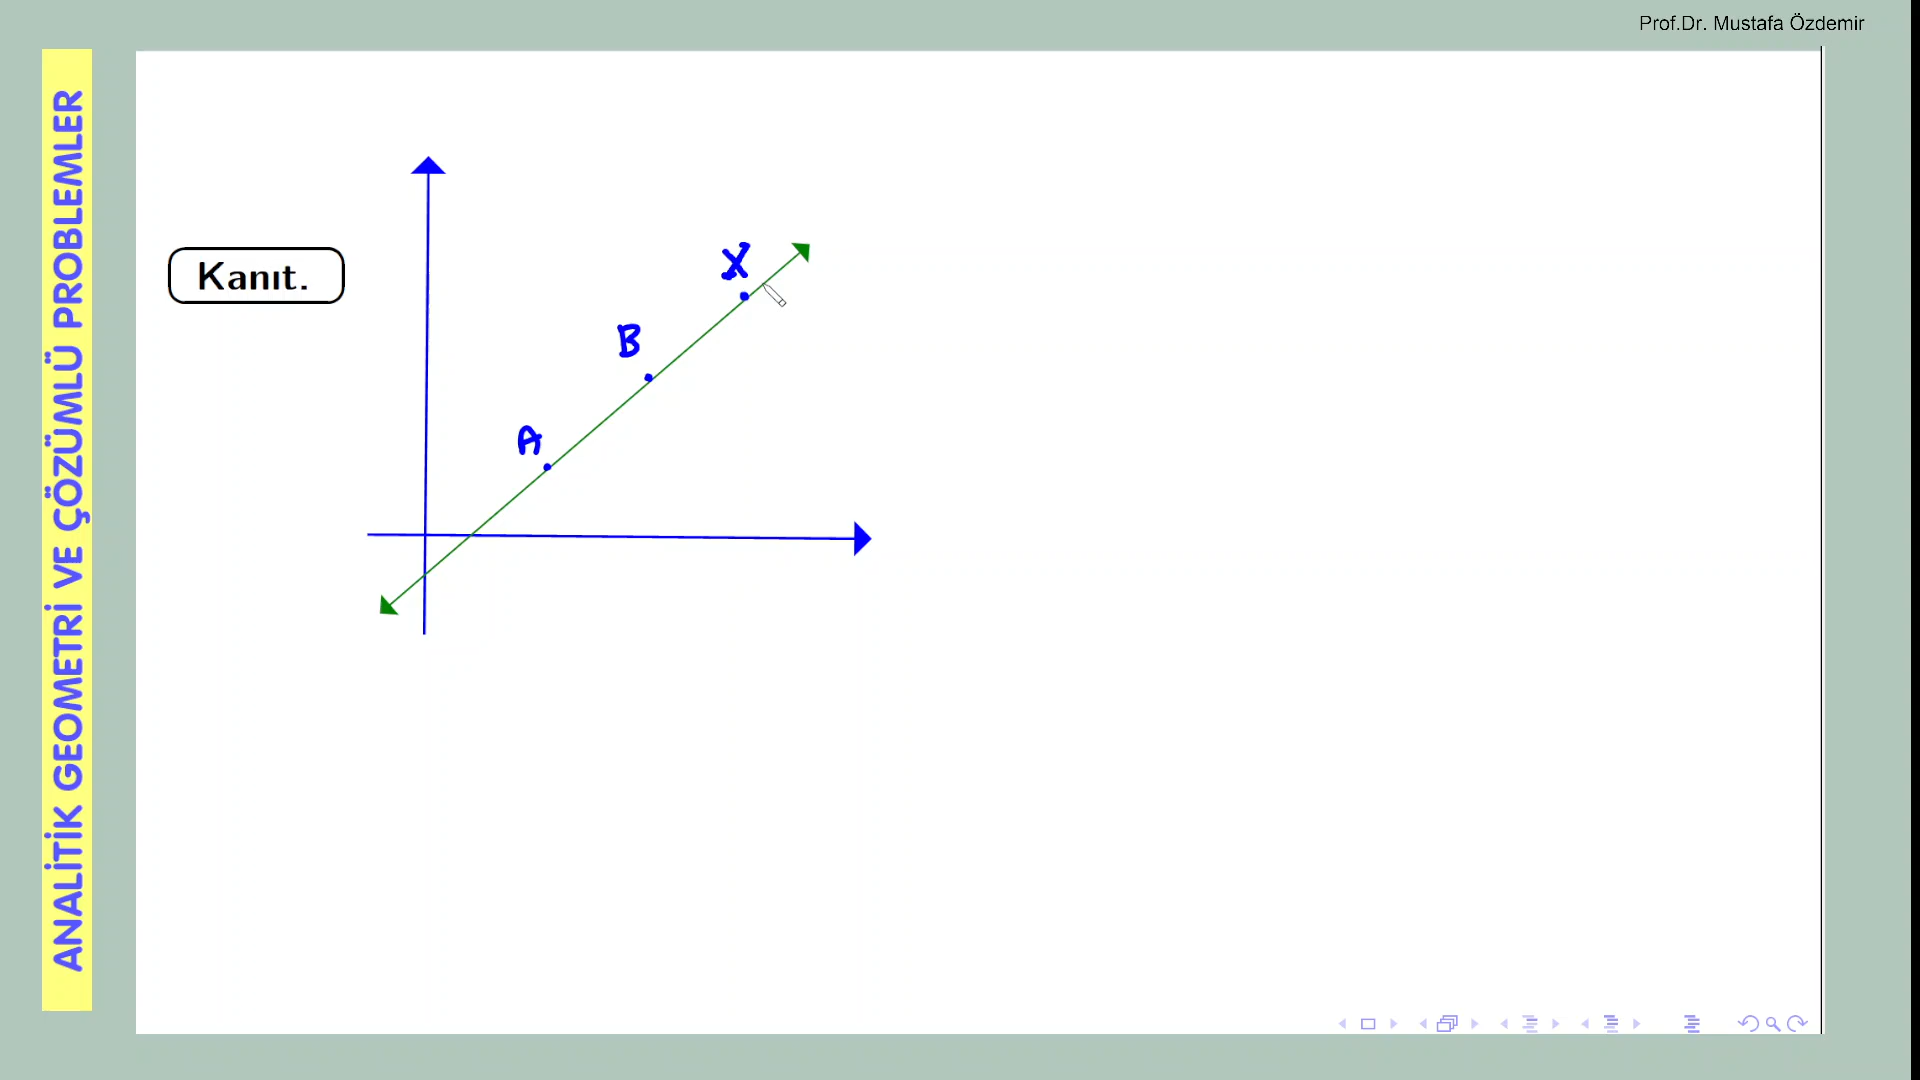 Prof.Dr. Mustafa Özdemir
ANALİTİK GEOMETRİ VE ÇÖZÜMLÜ PROBLEMLER
Kanıt.
X
B
A